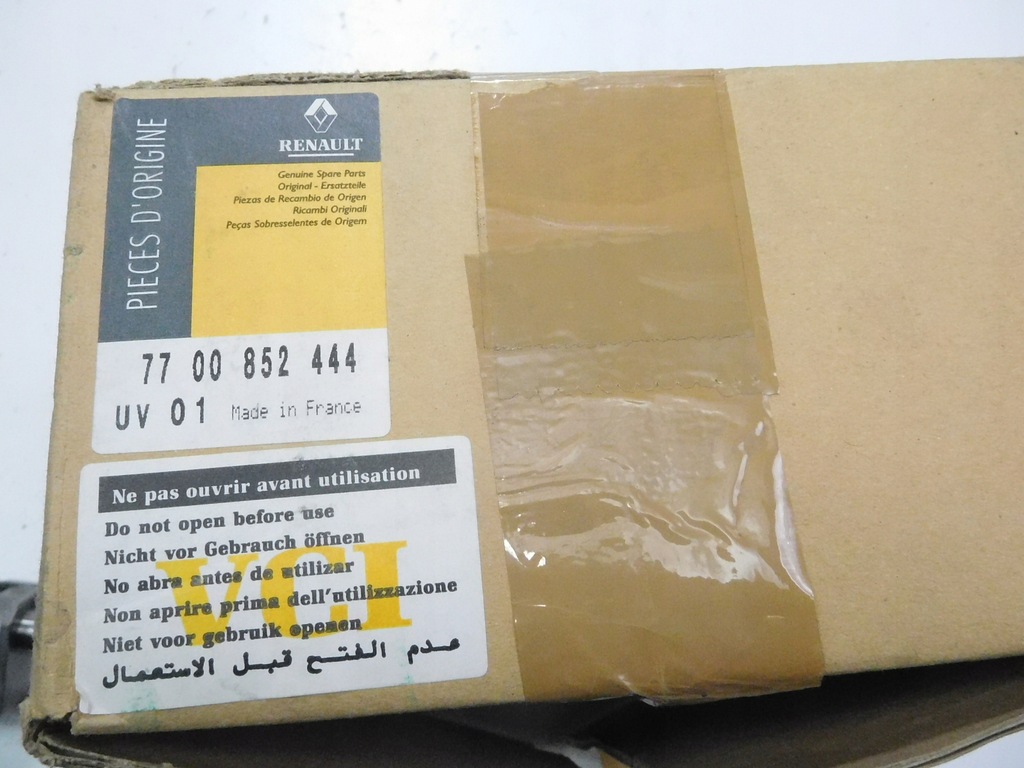 PIECES D'ORIGINE
RENAULT
Genuine Spare Parts
Original - Ersatzteile
Piezas de Recambio de Origen
Ricambi Originali
Peças Sobresselentes de Origem
77 00 852 444
UV 01 Made in France
Ne pas ouvrir avant utilisation
Do not open before use
Nicht vor Gebrauch öffnen
No abra antes de utilizar
Non aprire prima dell'utilizzazione
Niet voor gebruik openen
عدم الفتح قبل الاستعمال
VCI